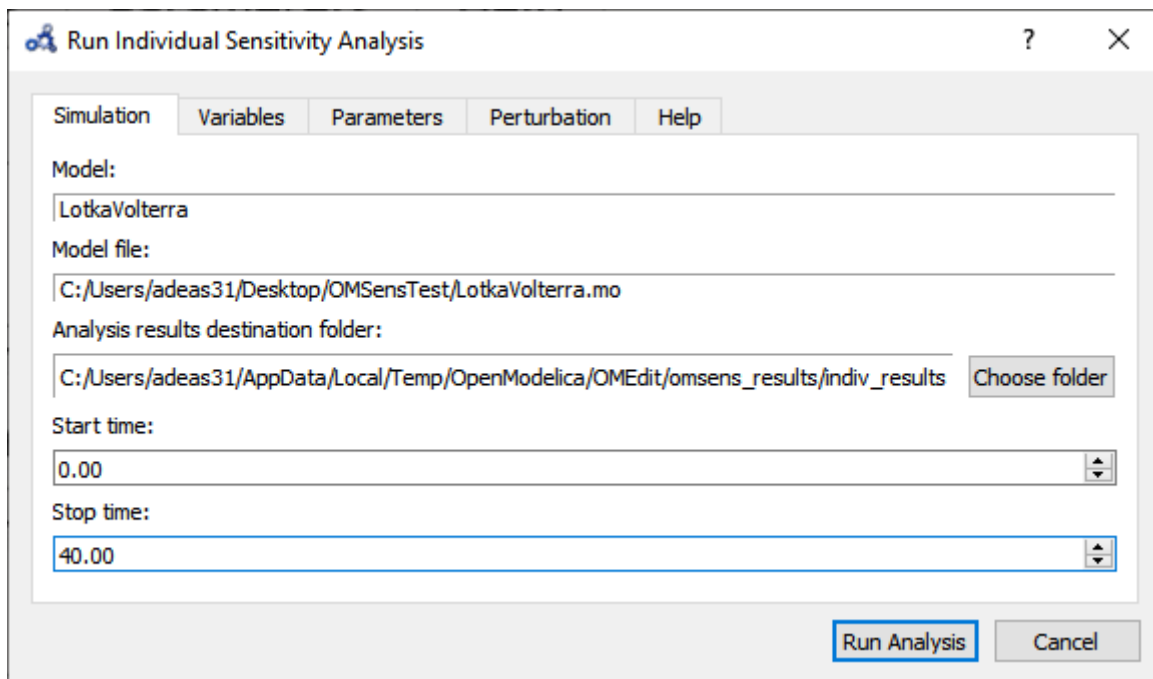 Run Individual Sensitivity Analysis ?
Simulation Variables Parameters Perturbation Help
Model:
LotkaVolterra
Model file:
C:/Users/adeas31/Desktop/OMSensTest/LotkaVolterra.mo
Analysis results destination folder:
C:/Users/adeas31/AppData/Local/Temp/OpenModelica/OMEdit/omsens_results/indiv_results Choose folder
Start time:
0.00
Stop time:
40.00
Run Analysis Cancel